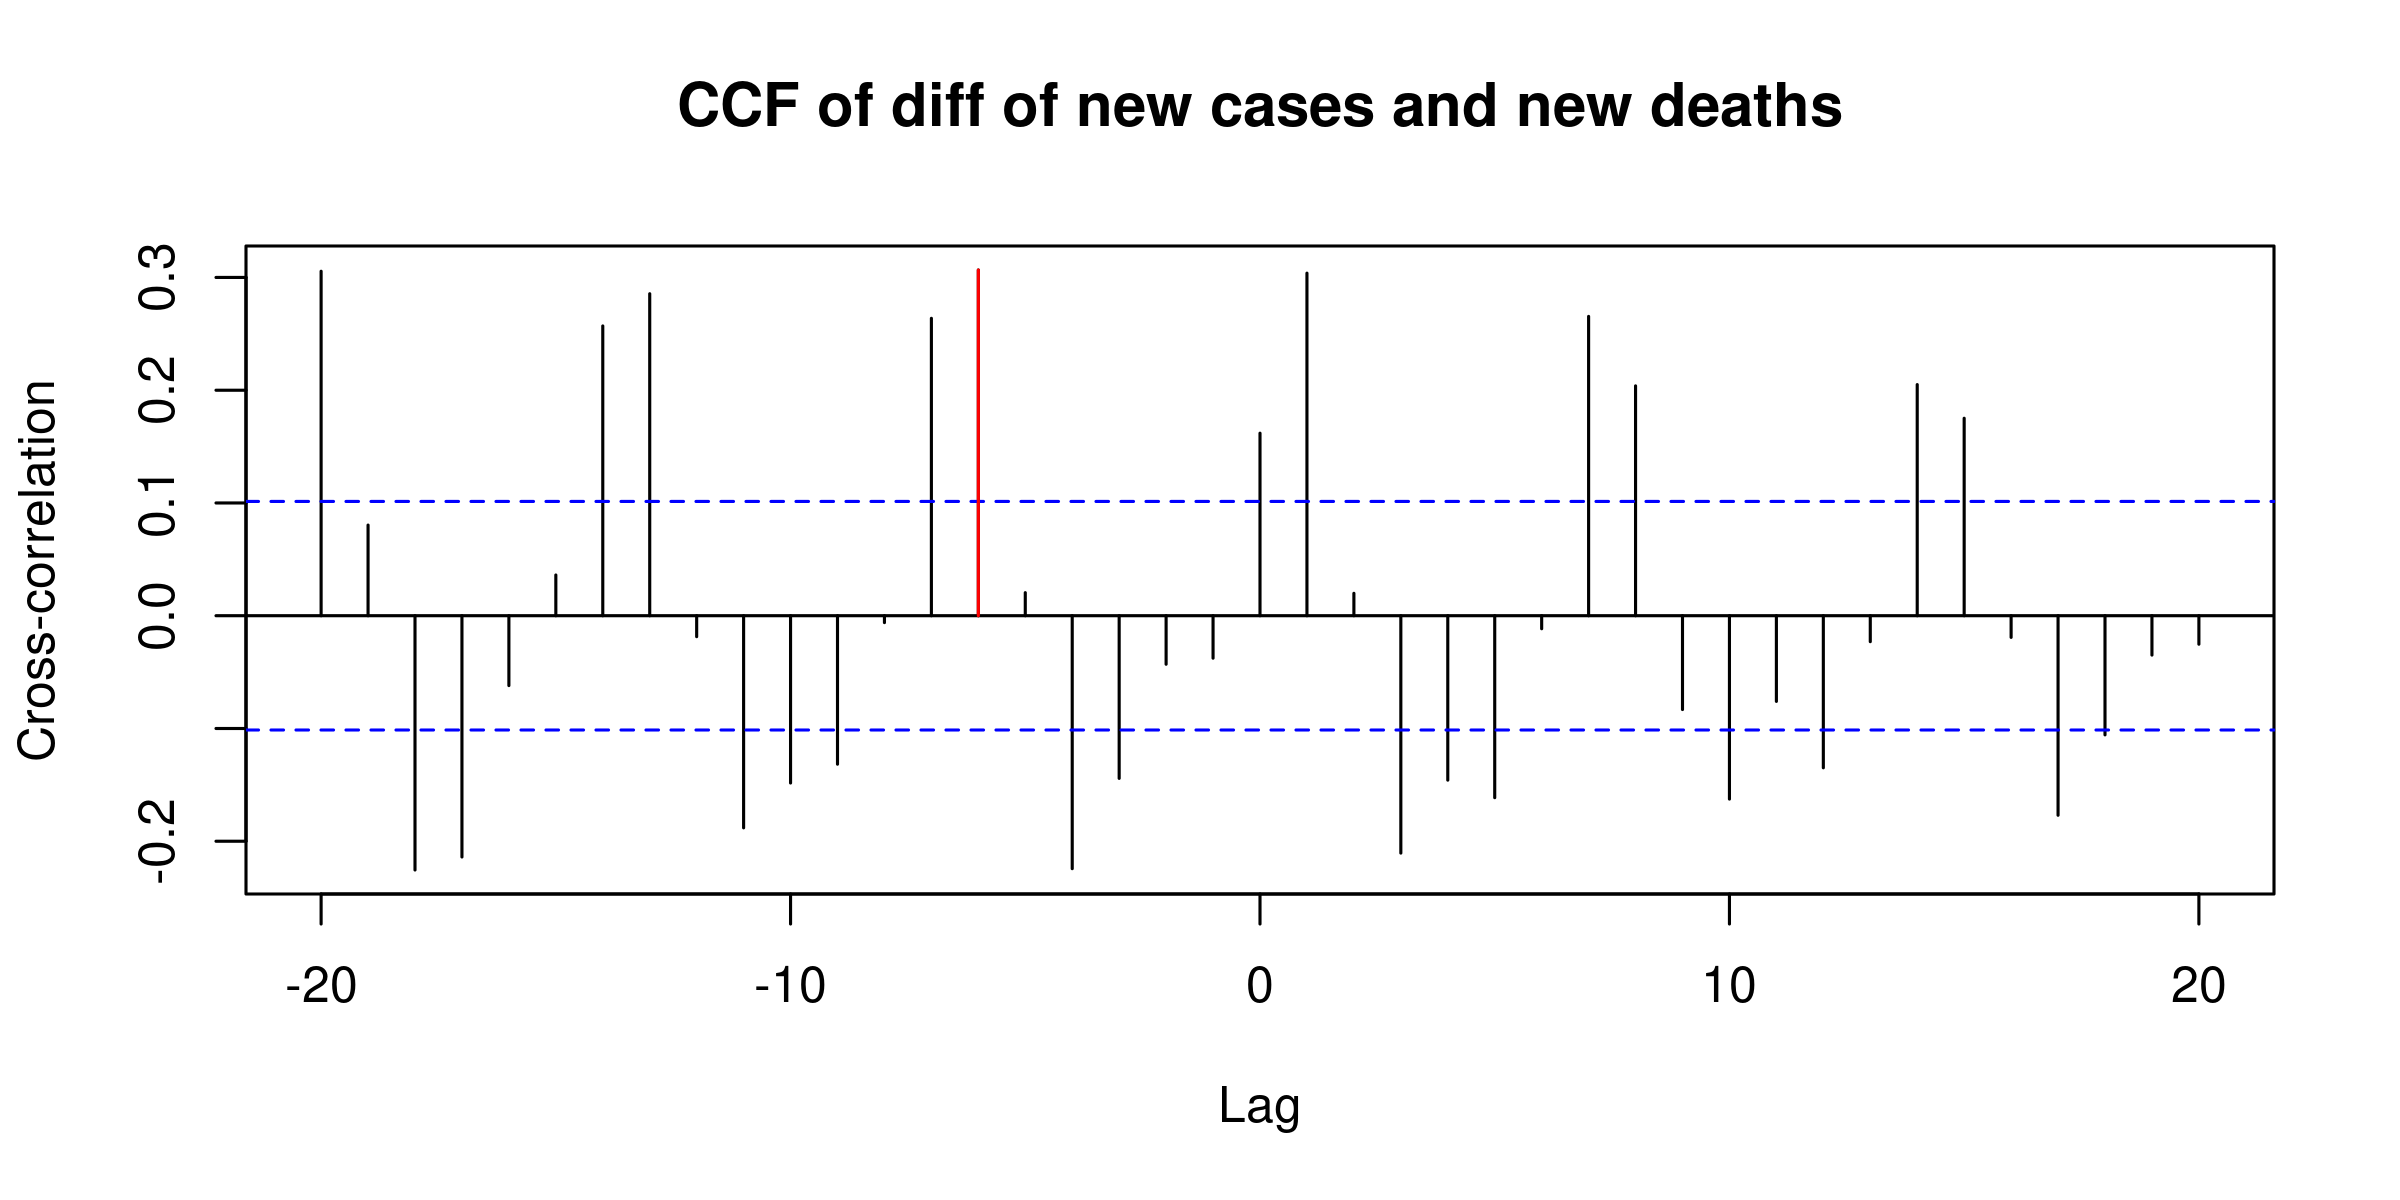 CCF of diff of new cases and new deaths
Cross-correlation
0.3
0.2
0.1
0.0
-0.2
-20 -10 0 10 20
Lag